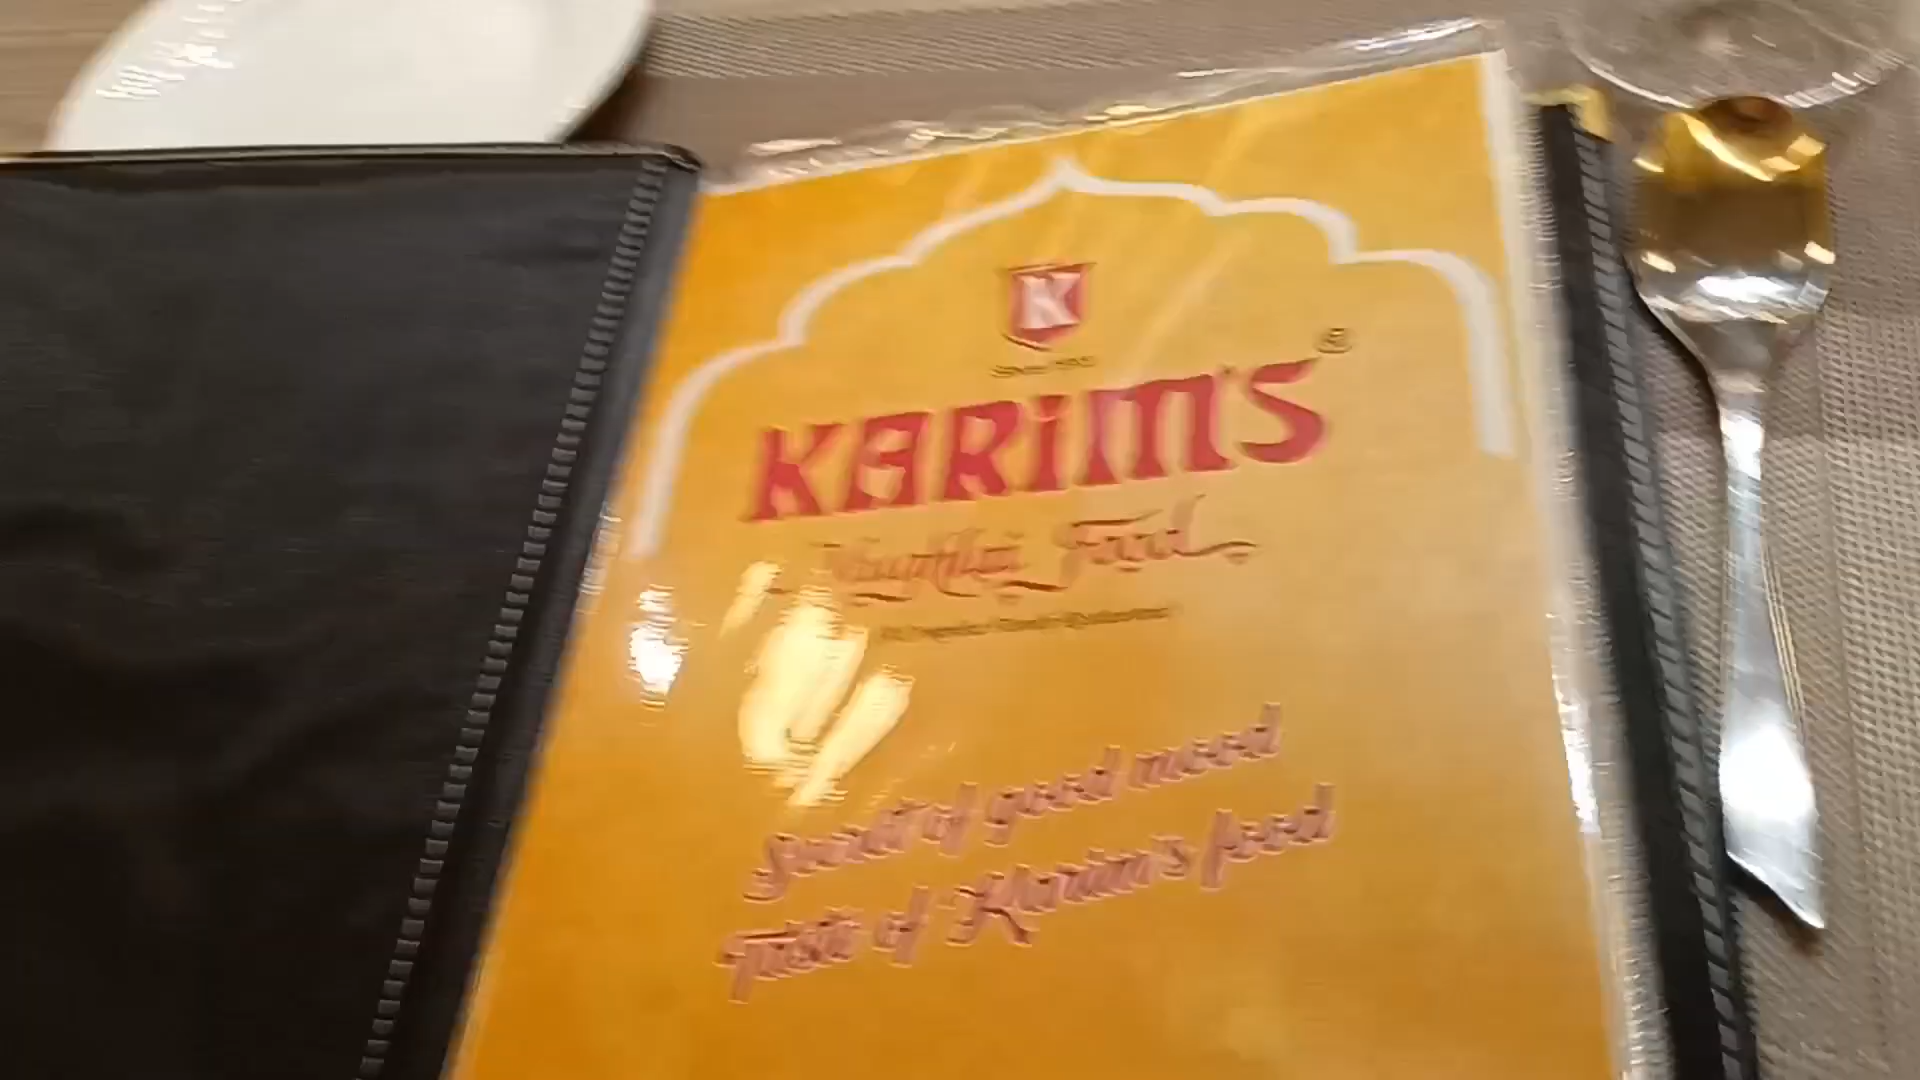 K
KARIM'S
®
Mughlai Food
Secret of good mood
Taste of Karim's food